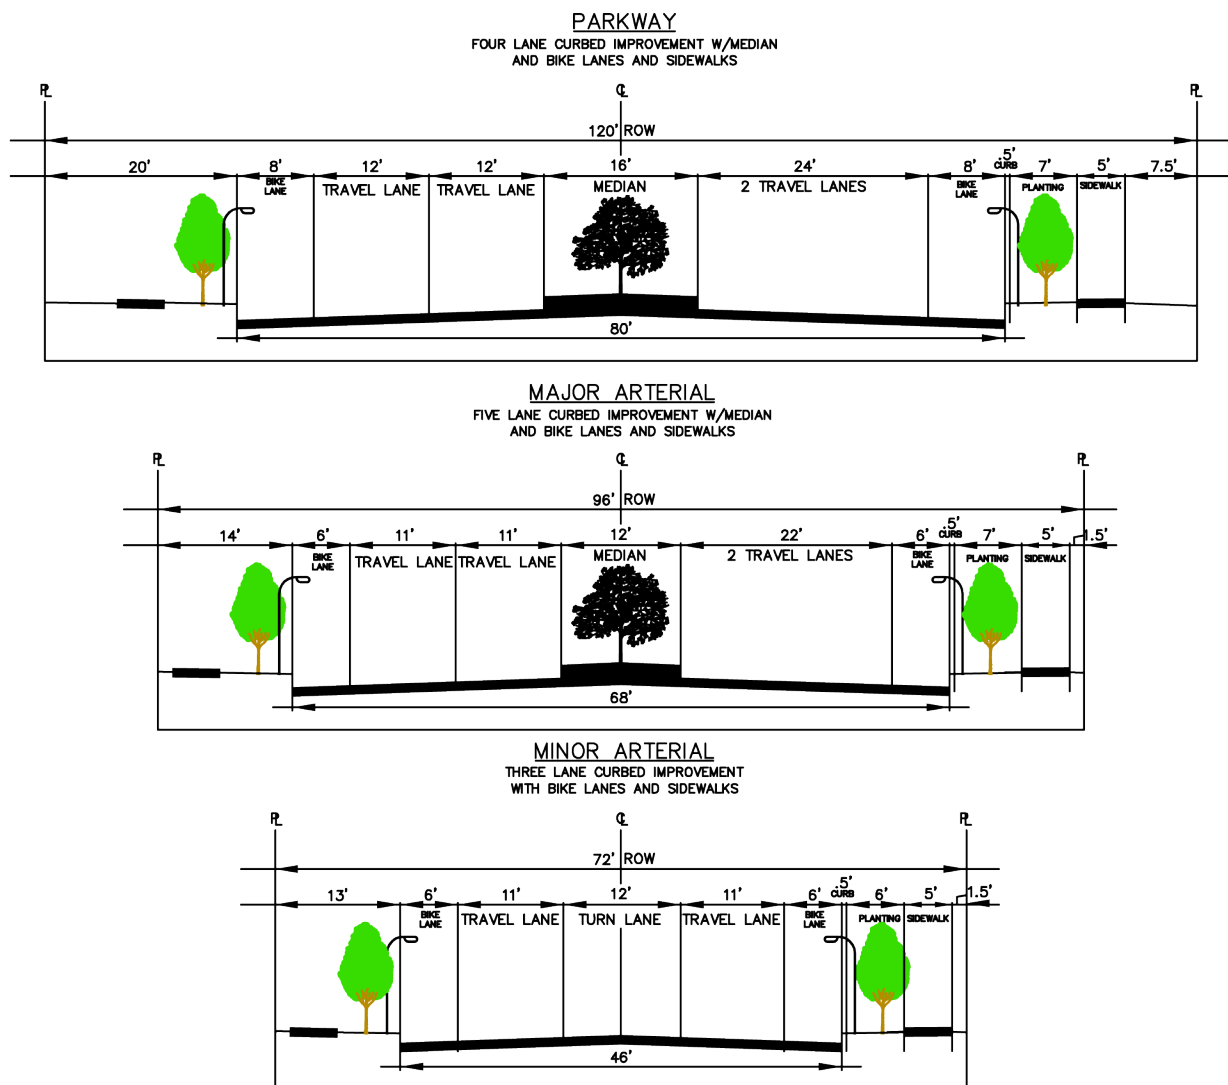 PARKWAY
FOUR LANE CURBED IMPROVEMENT W/MEDIAN
AND BIKE LANES AND SIDEWALKS
PL CL PL
120' ROW
20' 8' 12' 12' 16' 24' 8' .5' 7' 5' 7.5'
BIKE LANE TRAVEL LANE TRAVEL LANE MEDIAN 2 TRAVEL LANES BIKE LANE CURB PLANTING SIDEWALK
80'
MAJOR ARTERIAL
FIVE LANE CURBED IMPROVEMENT W/MEDIAN
AND BIKE LANES AND SIDEWALKS
PL CL PL
96' ROW
14' 6' 11' 11' 12' 22' 6' .5' 7' 5' 1.5'
BIKE LANE TRAVEL LANE TRAVEL LANE MEDIAN 2 TRAVEL LANES BIKE LANE CURB PLANTING SIDEWALK
68'
MINOR ARTERIAL
THREE LANE CURBED IMPROVEMENT
WITH BIKE LANES AND SIDEWALKS
PL CL PL
72' ROW
13' 6' 11' 12' 11' 6' .5' 6' 5' 1.5'
BIKE LANE TRAVEL LANE TURN LANE TRAVEL LANE BIKE LANE CURB PLANTING SIDEWALK
46'